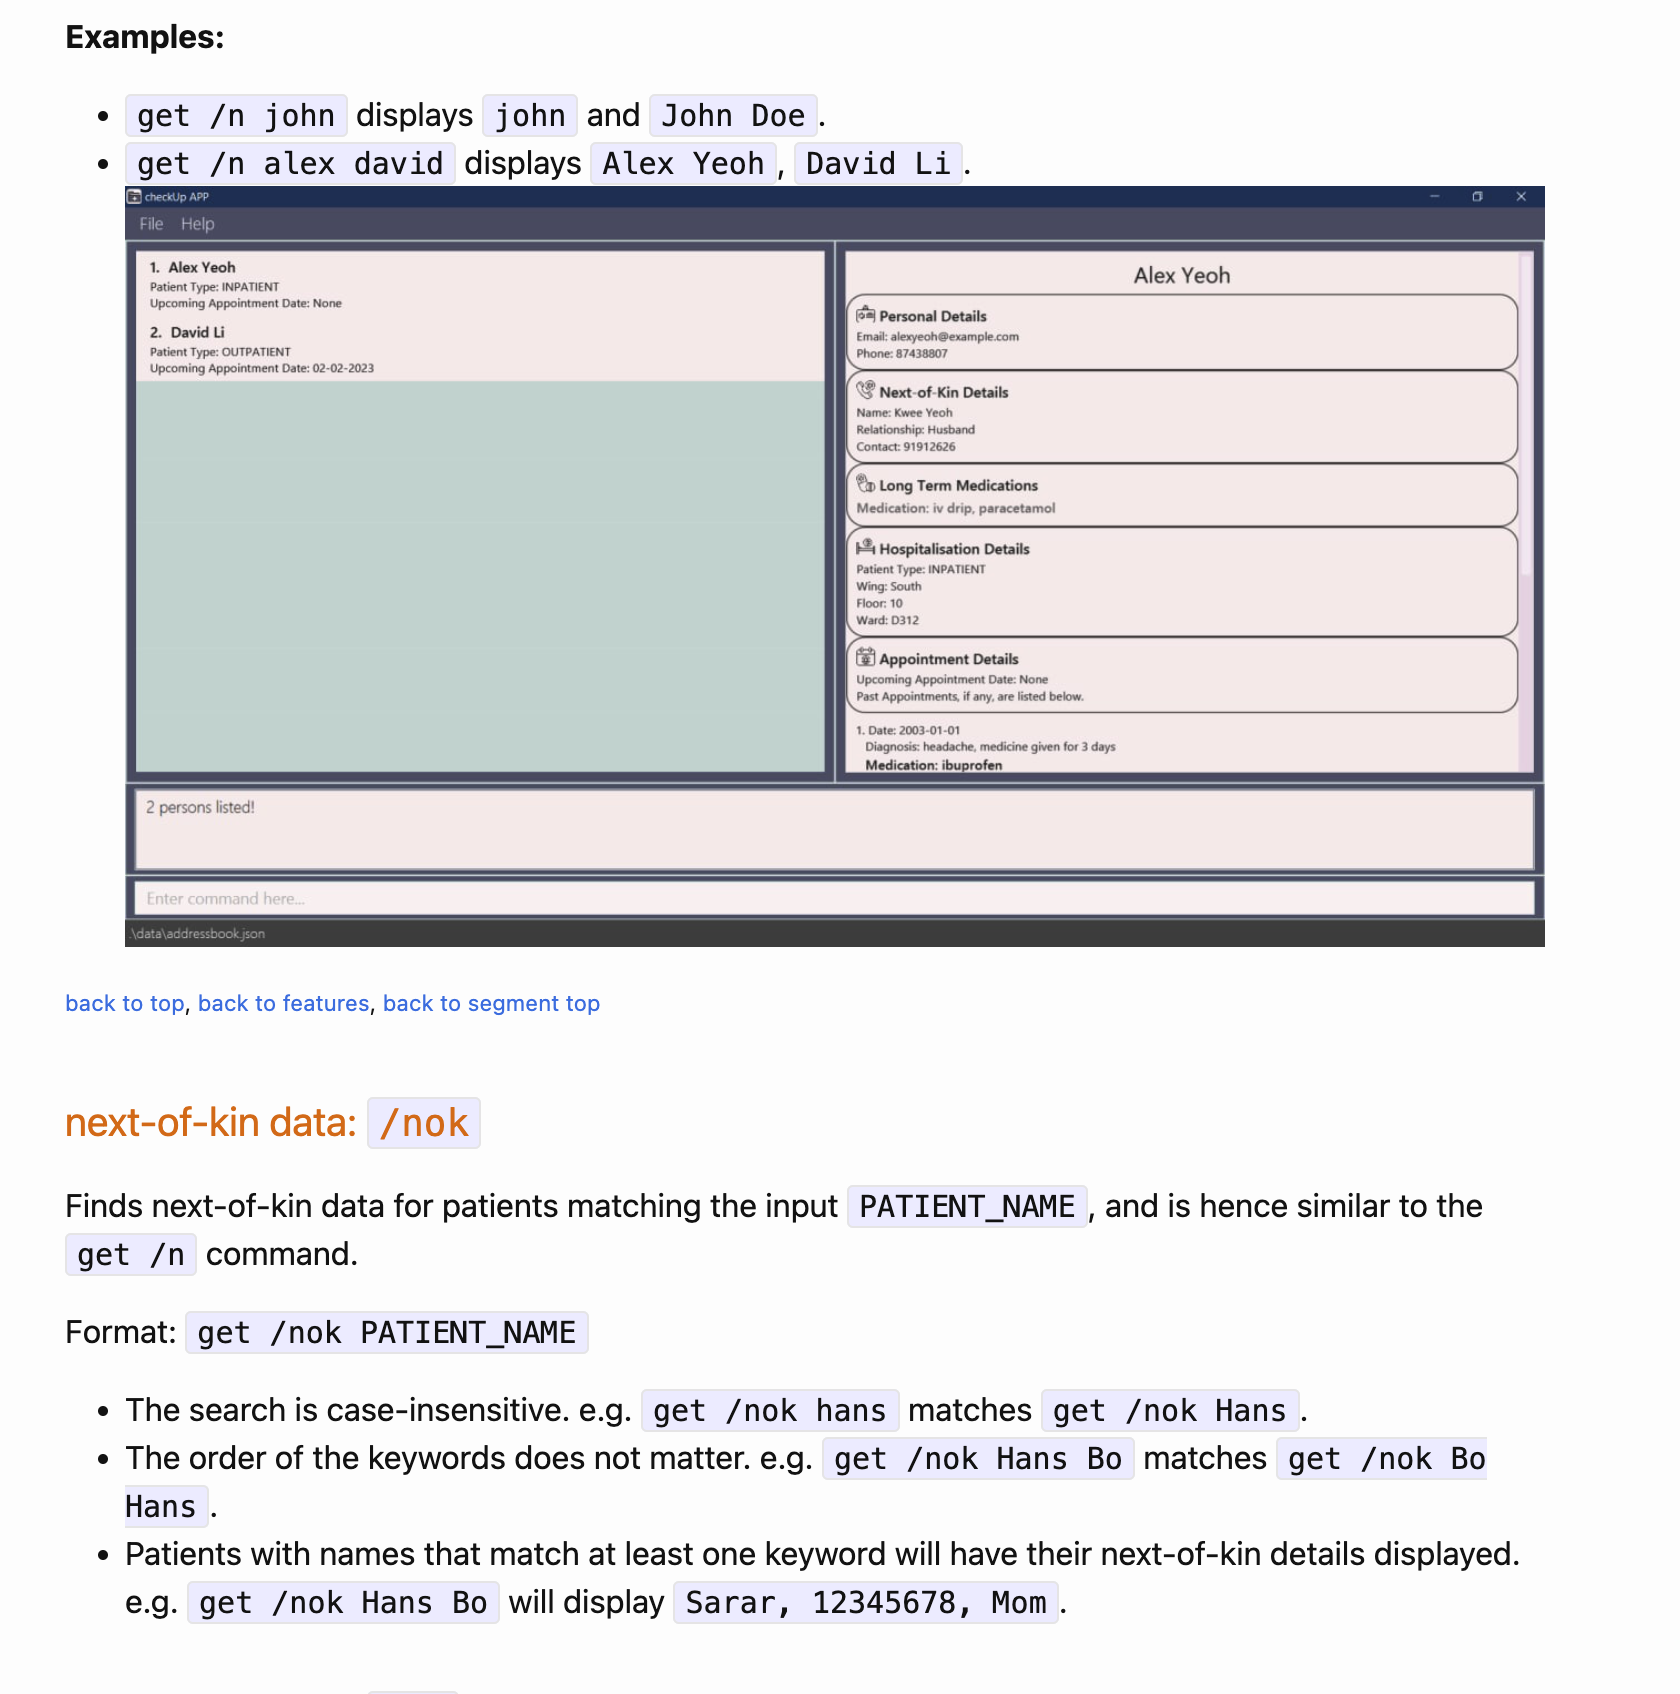 Examples:
get /n john displays john and John Doe.
get /n alex david displays Alex Yeoh, David Li.
checkUp APP
File Help
1. Alex Yeoh
Patient Type: INPATIENT
Upcoming Appointment Date: None
2. David Li
Patient Type: OUTPATIENT
Upcoming Appointment Date: 02-02-2023
Alex Yeoh
Personal Details
Email: alexyeoh@example.com
Phone: 87438807
Next-of-Kin Details
Name: Kwee Yeoh
Relationship: Husband
Contact: 91912626
Long Term Medications
Medication: iv drip, paracetamol
Hospitalisation Details
Patient Type: INPATIENT
Wing: South
Floor: 10
Ward: D312
Appointment Details
Upcoming Appointment Date: None
Past Appointments, if any, are listed below.
1. Date: 2003-01-01
Diagnosis: headache, medicine given for 3 days
Medication: ibuprofen
2 persons listed!
Enter command here...
.\data\addressbook.json
back to top, back to features, back to segment top
next-of-kin data: /nok
Finds next-of-kin data for patients matching the input PATIENT_NAME, and is hence similar to the
get /n command.
Format: get /nok PATIENT_NAME
The search is case-insensitive. e.g. get /nok hans matches get /nok Hans.
The order of the keywords does not matter. e.g. get /nok Hans Bo matches get /nok Bo
Hans.
Patients with names that match at least one keyword will have their next-of-kin details displayed.
e.g. get /nok Hans Bo will display Sarar, 12345678, Mom.